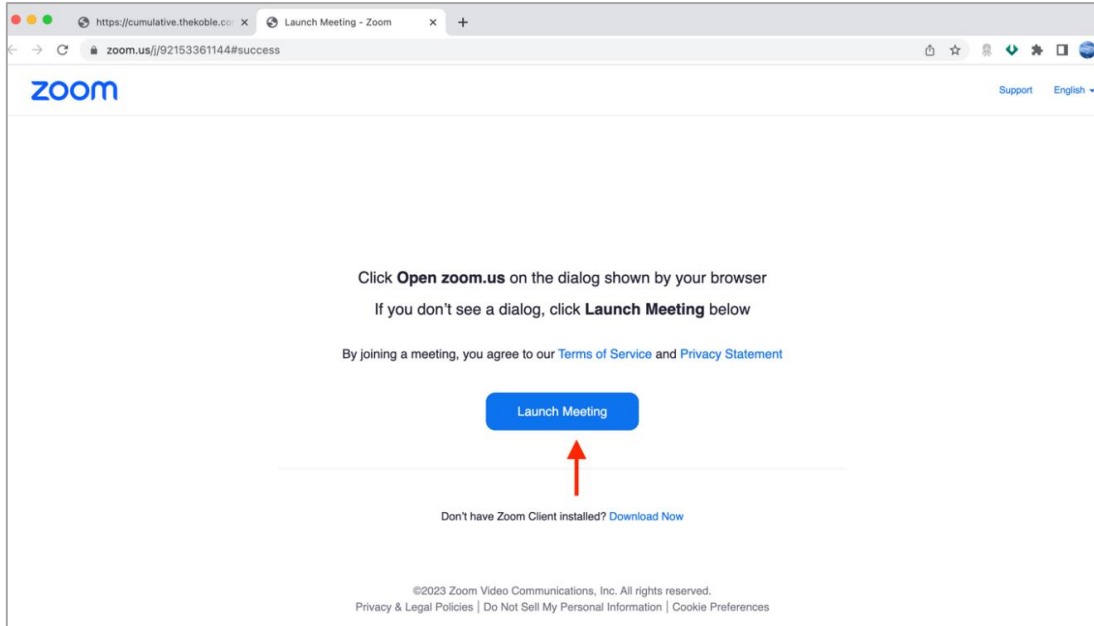 https://cumulative.thekoble.co
Launch Meeting - Zoom
zoom.us/j/92153361144#success
zoom
Support English
Click Open zoom.us on the dialog shown by your browser
If you don't see a dialog, click Launch Meeting below
By joining a meeting, you agree to our Terms of Service and Privacy Statement
Launch Meeting
Don't have Zoom Client installed? Download Now
©2023 Zoom Video Communications, Inc. All rights reserved.
Privacy & Legal Policies | Do Not Sell My Personal Information | Cookie Preferences